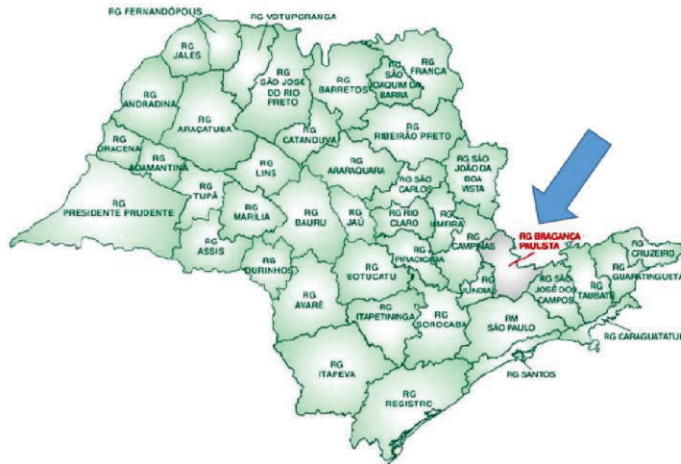 RG FERNANDÓPOLIS
RG VOTUPORANGA
RG
JALES
RG
SÃO JOSÉ
DO RIO
PRETO
RG
BARRETOS
RG
SÃO
JOAQUIM DA
BARRA
RG
FRANCA
RG
ANDRADINA
RG
ARAÇATUBA
RG
CATANDUVA
RG
RIBEIRÃO PRETO
RG
DRACENA
RG
ADAMANTINA
RG
LINS
RG
ARARAQUARA
RG SÃO
CARLOS
RG SÃO
JOÃO DA
BOA
VISTA
RG
PRESIDENTE PRUDENTE
RG
TUPÃ
RG
MARÍLIA
RG
BAURU
RG
JAÚ
RG RIO
CLARO
RG
LIMEIRA
RG BRAGANÇA
PAULISTA
RG
ASSIS
RG
OURINHOS
RG
BOTUCATU
RG
PIRACICABA
RG
CAMPINAS
RG
JUNDIAÍ
RG SÃO
JOSÉ DOS
CAMPOS
RG
TAUBATÉ
RG
GUARATINGUETÁ
RG
CRUZEIRO
RG
AVARÉ
RG
ITAPETININGA
RG
SOROCABA
RM
SÃO PAULO
RG CARAGUATATUBA
RG
ITAPEVA
RG
REGISTRO
RG SANTOS